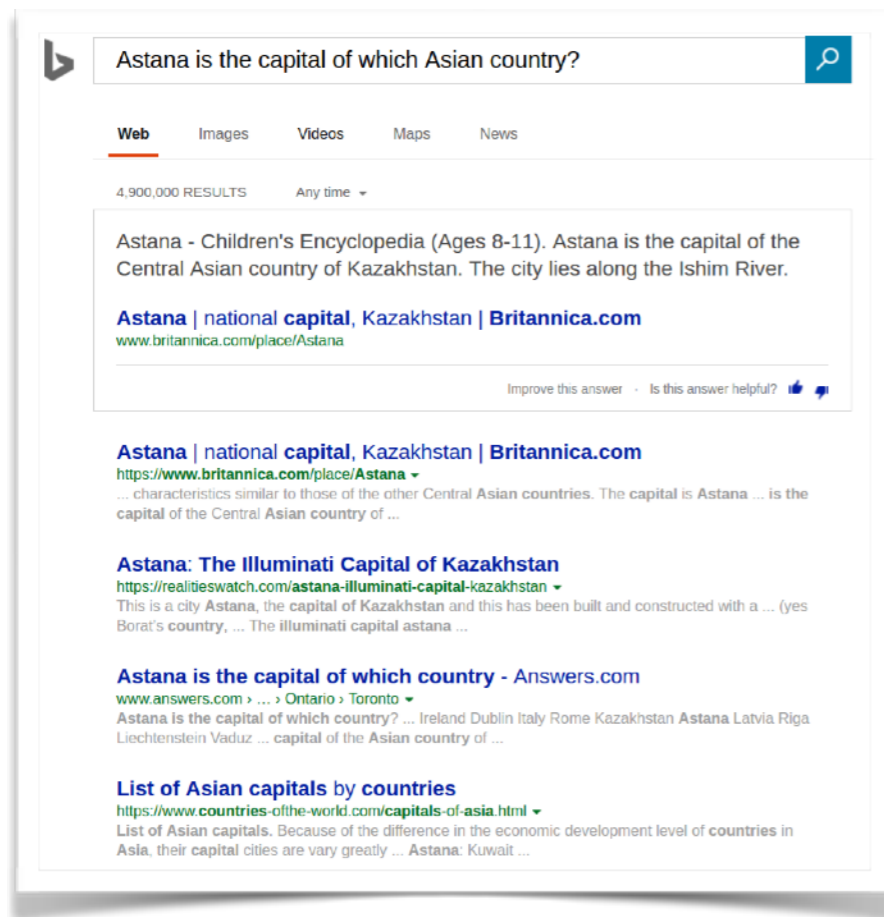 Astana is the capital of which Asian country?
Web Images Videos Maps News
4,900,000 RESULTS Any time
Astana - Children's Encyclopedia (Ages 8-11). Astana is the capital of the
Central Asian country of Kazakhstan. The city lies along the Ishim River.
Astana | national capital, Kazakhstan | Britannica.com
www.britannica.com/place/Astana
Improve this answer · Is this answer helpful?
Astana | national capital, Kazakhstan | Britannica.com
https://www.britannica.com/place/Astana
... characteristics similar to those of the other Central Asian countries. The capital is Astana ... is the
capital of the Central Asian country of ...
Astana: The Illuminati Capital of Kazakhstan
https://realitieswatch.com/astana-illuminati-capital-kazakhstan
This is a city Astana, the capital of Kazakhstan and this has been built and constructed with a ... (yes
Borat's country, ... The illuminati capital astana ...
Astana is the capital of which country - Answers.com
www.answers.com › ... › Ontario › Toronto
Astana is the capital of which country? ... Ireland Dublin Italy Rome Kazakhstan Astana Latvia Riga
Liechtenstein Vaduz ... capital of the Asian country of ...
List of Asian capitals by countries
https://www.countries-ofthe-world.com/capitals-of-asia.html
List of Asian capitals. Because of the difference in the economic development level of countries in
Asia, their capital cities are vary greatly ... Astana: Kuwait ...